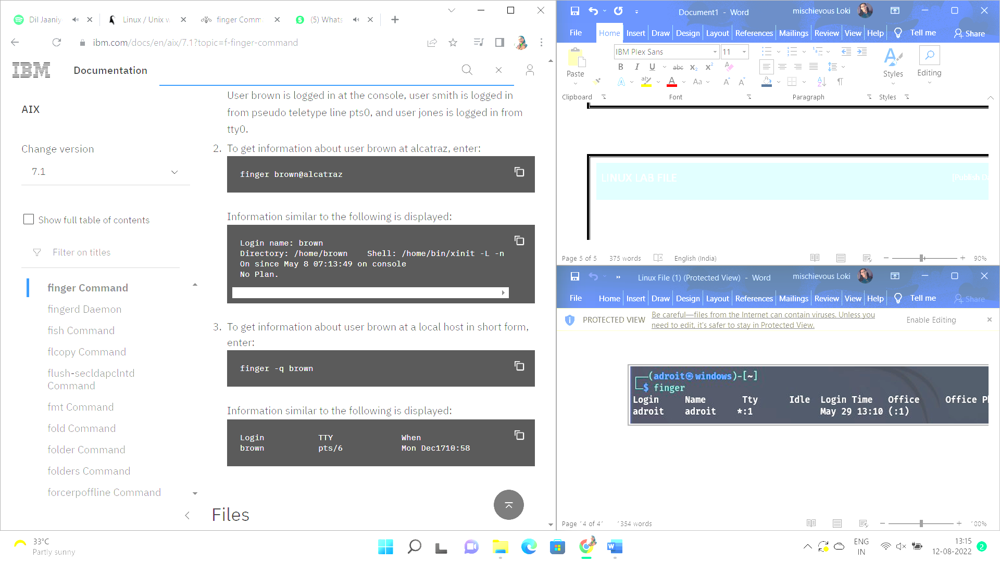 Dil Jaaniy
Linux / Unix v
finger Comm
(5) Whats
ibm.com/docs/en/aix/7.1?topic=f-finger-command
IBM
Documentation
AIX
Change version
7.1
Show full table of contents
Filter on titles
finger Command
fingerd Daemon
fish Command
flcopy Command
flush-secldapclntd
Command
fmt Command
fold Command
folder Command
folders Command
forcerpoffline Command
User brown is logged in at the console, user smith is logged in
from pseudo teletype line pts0, and user jones is logged in from
tty0.
2. To get information about user brown at alcatraz, enter:
finger brown@alcatraz
Information similar to the following is displayed:
Login name: brown
Directory: /home/brown    Shell: /home/bin/xinit -L -n
On since May 8 07:13:49 on console
No Plan.
3. To get information about user brown at a local host in short form,
enter:
finger -q brown
Information similar to the following is displayed:
Login    TTY    When
brown    pts/6    Mon Dec1710:58
Files
Document1 - Word
mischievous Loki
File Home Insert Draw Design Layout References Mailings Review View Help Tell me Share
IBM Plex Sans 11
Paste
Styles
Editing
Clipboard Font Paragraph Styles
LINUX LAB FILE
[Publish Da
Page 5 of 5 375 words English (India) 90%
Linux File (1) (Protected View) - Word
mischievous Loki
File Home Insert Draw Design Layout References Mailings Review View Help Tell me Share
PROTECTED VIEW
Be careful—files from the Internet can contain viruses. Unless you
need to edit, it's safer to stay in Protected View.
Enable Editing
(adroit㉿windows)-[~]
$ finger
Login Name Tty Idle Login Time Office Office Ph
adroit adroit *:1 May 29 13:10 (:1)
Page 14 of 41 1354 words 100%
33°C
Partly sunny
ENG
IN
13:15
12-08-2022
2